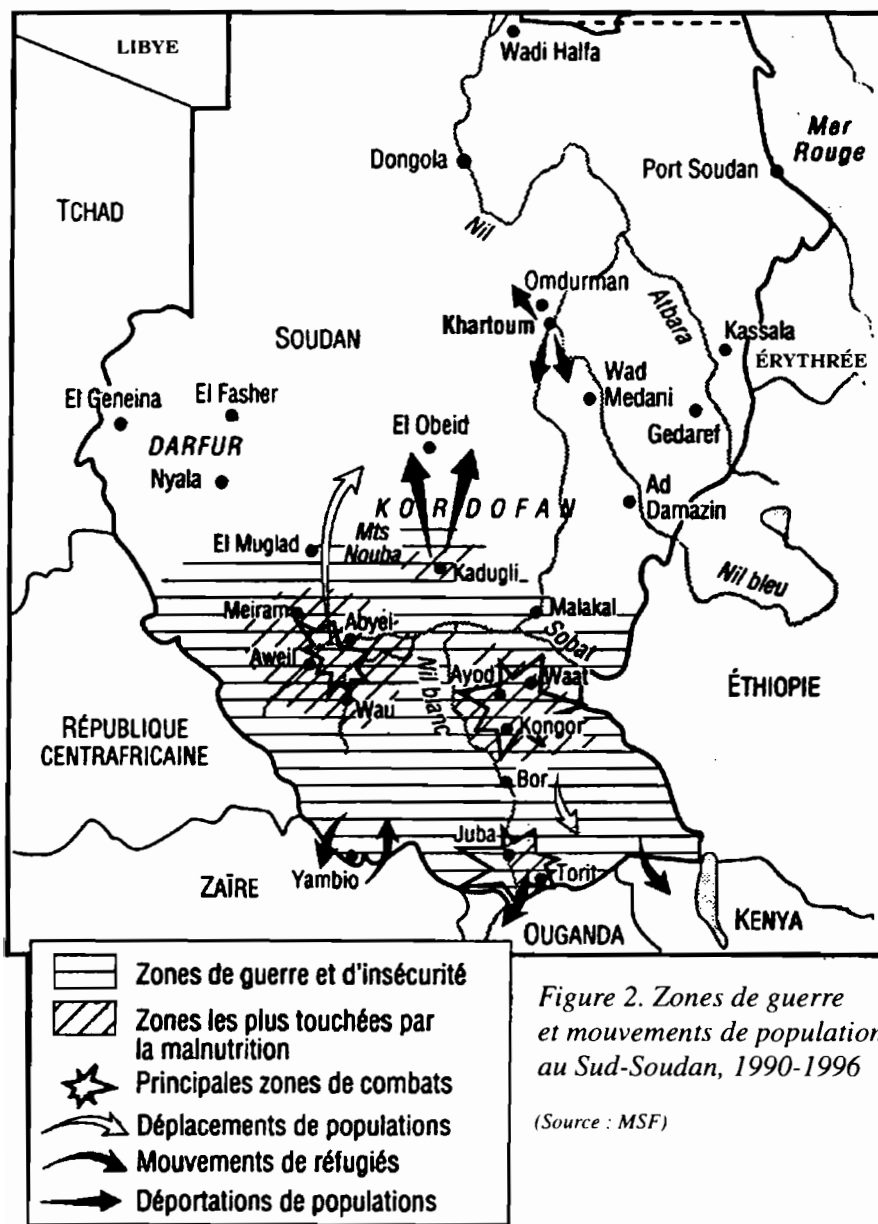 LIBYE
Wadi Halfa
Mer
Rouge
Dongola
Port Soudan
TCHAD
Nil
Omdurman
Atbara
Khartoum
Kassala
SOUDAN
ÉRYTHRÉE
Wad
Medani
El Geneina
El Fasher
El Obeid
Gedaref
DARFUR
Nyala
KORDOFAN
Ad
Damazin
Mts
Nouba
El Muglad
Kadugli
Nil bleu
Meiram
Abyei
Malakal
Sobat
Aweil
Ayod
Waat
Nil blanc
ÉTHIOPIE
Wau
Kongor
RÉPUBLIQUE
CENTRAFRICAINE
Bor
Juba
Yambio
Torit
ZAÏRE
OUGANDA
KENYA
Zones de guerre et d'insécurité
Zones les plus touchées par
la malnutrition
Principales zones de combats
Déplacements de populations
Mouvements de réfugiés
Déportations de populations
Figure 2. Zones de guerre
et mouvements de population
au Sud-Soudan, 1990-1996
(Source : MSF)